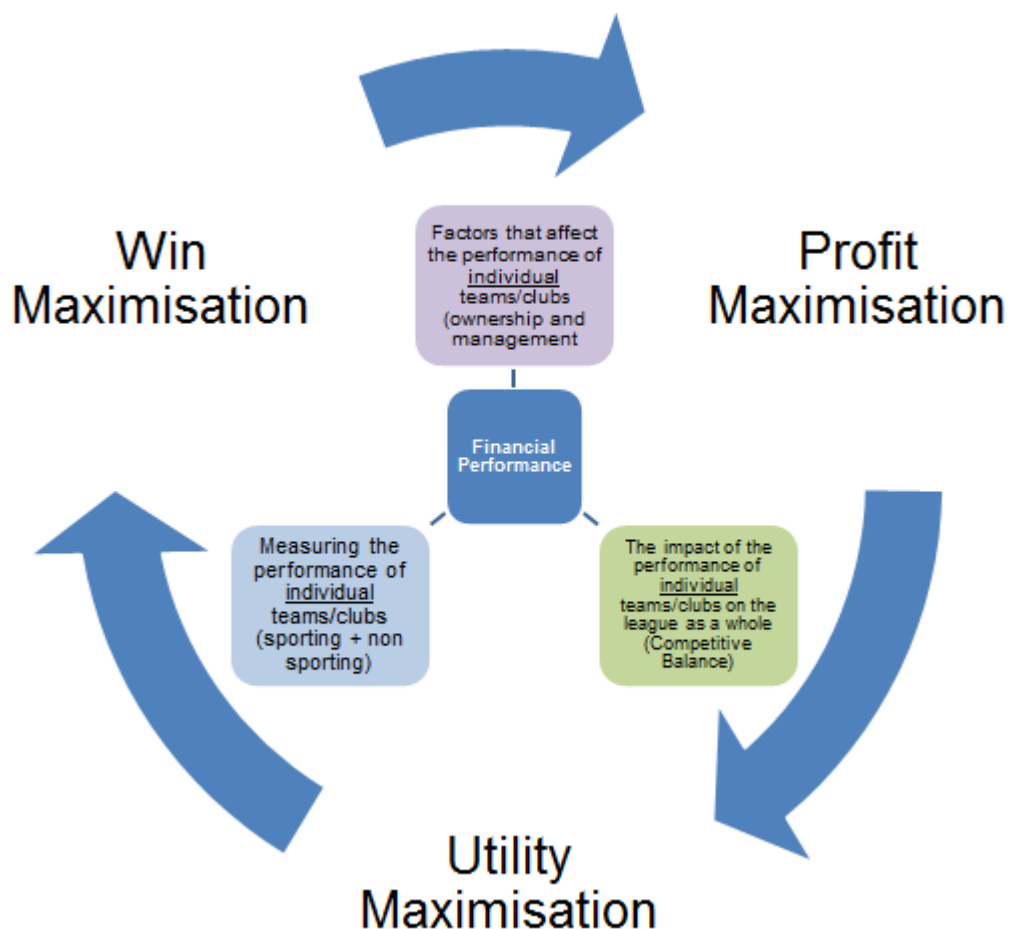 Win
Maximisation
Profit
Maximisation
Factors that affect
the performance of
individual
teams/clubs
(ownership and
management
Financial
Performance
Measuring the
performance of
individual
teams/clubs
(sporting + non
sporting)
The impact of the
performance of
individual
teams/clubs on the
league as a whole
(Competitive
Balance)
Utility
Maximisation